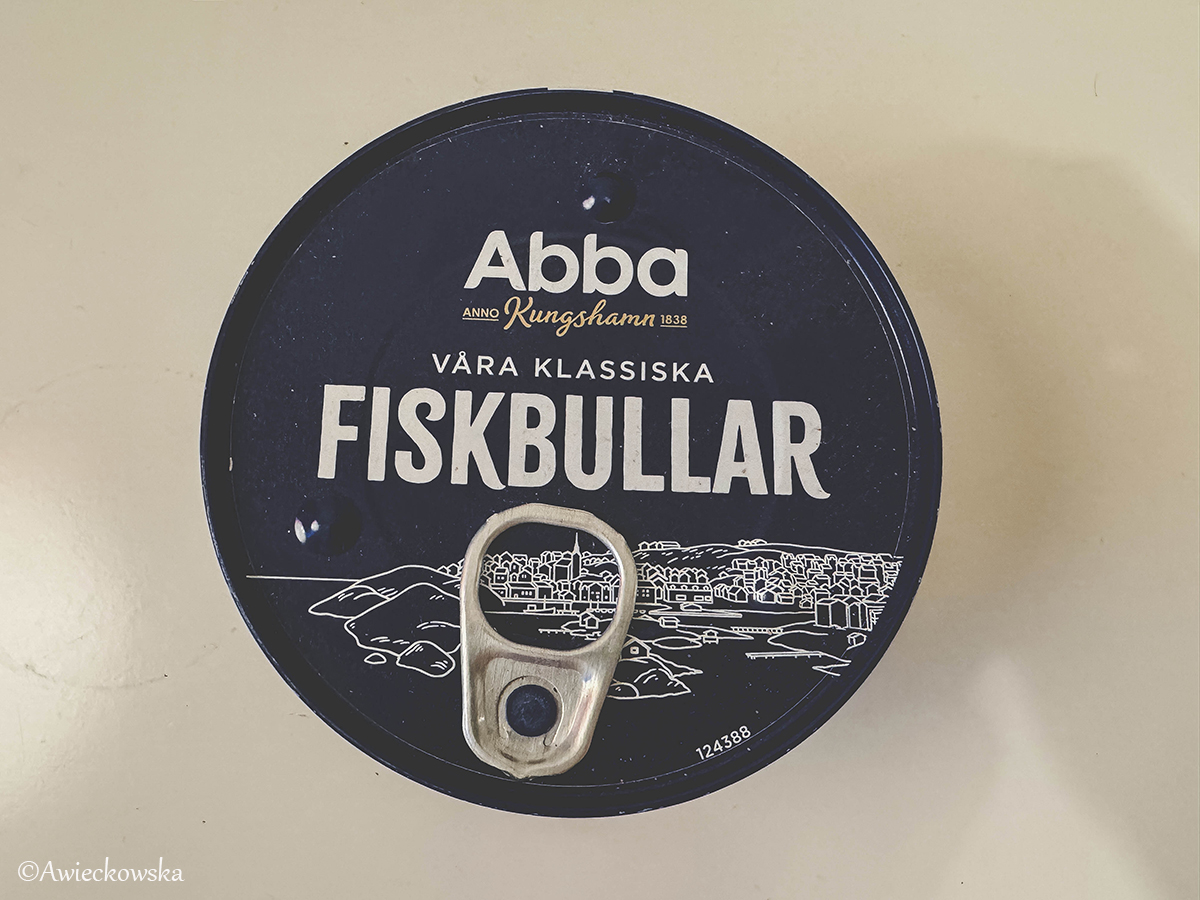 Abba
ANNO Kungshamn 1838
VÅRA KLASSISKA
FISKBULLAR
124388
©Awieckowska